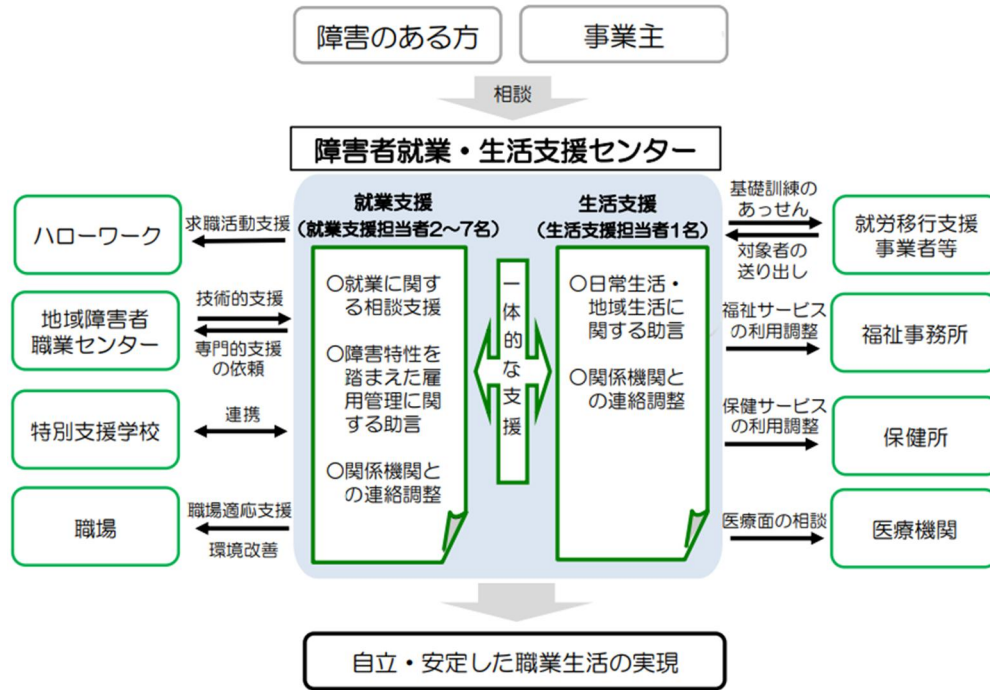 障害のある方
事業主
相談
障害者就業・生活支援センター
就業支援
(就業支援担当者2~7名)
生活支援
(生活支援担当者1名)
○就業に関す
る相談支援
○障害特性を
踏まえた雇
用管理に関
する助言
○関係機関と
の連絡調整
一体的な支援
○日常生活・
地域生活に
関する助言
○関係機関と
の連絡調整
ハローワーク
求職活動支援
地域障害者
職業センター
技術的支援
専門的支援
の依頼
特別支援学校
連携
職場
職場適応支援
環境改善
基礎訓練の
あっせん
対象者の
送り出し
就労移行支援
事業者等
福祉サービス
の利用調整
福祉事務所
保健サービス
の利用調整
保健所
医療面の相談
医療機関
自立・安定した職業生活の実現